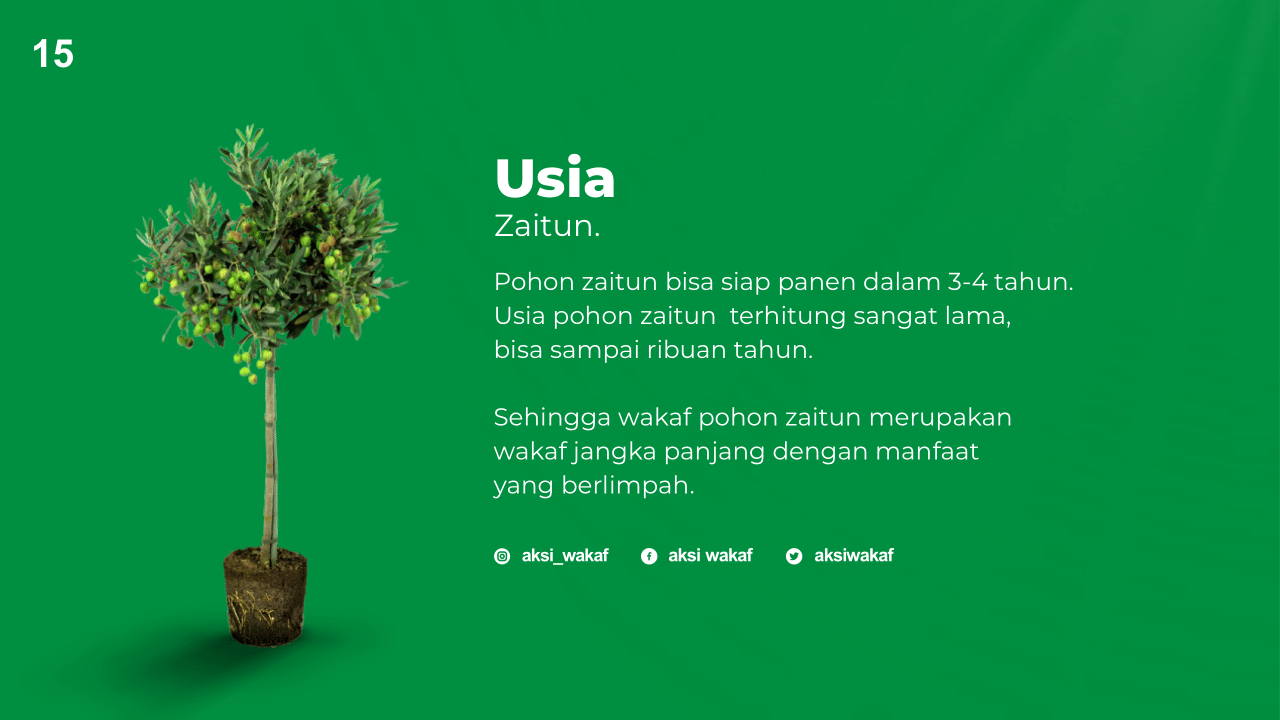 15
Usia
Zaitun.
Pohon zaitun bisa siap panen dalam 3-4 tahun.
Usia pohon zaitun  terhitung sangat lama,
bisa sampai ribuan tahun.
Sehingga wakaf pohon zaitun merupakan
wakaf jangka panjang dengan manfaat
yang berlimpah.
aksi_wakaf aksi wakaf aksiwakaf